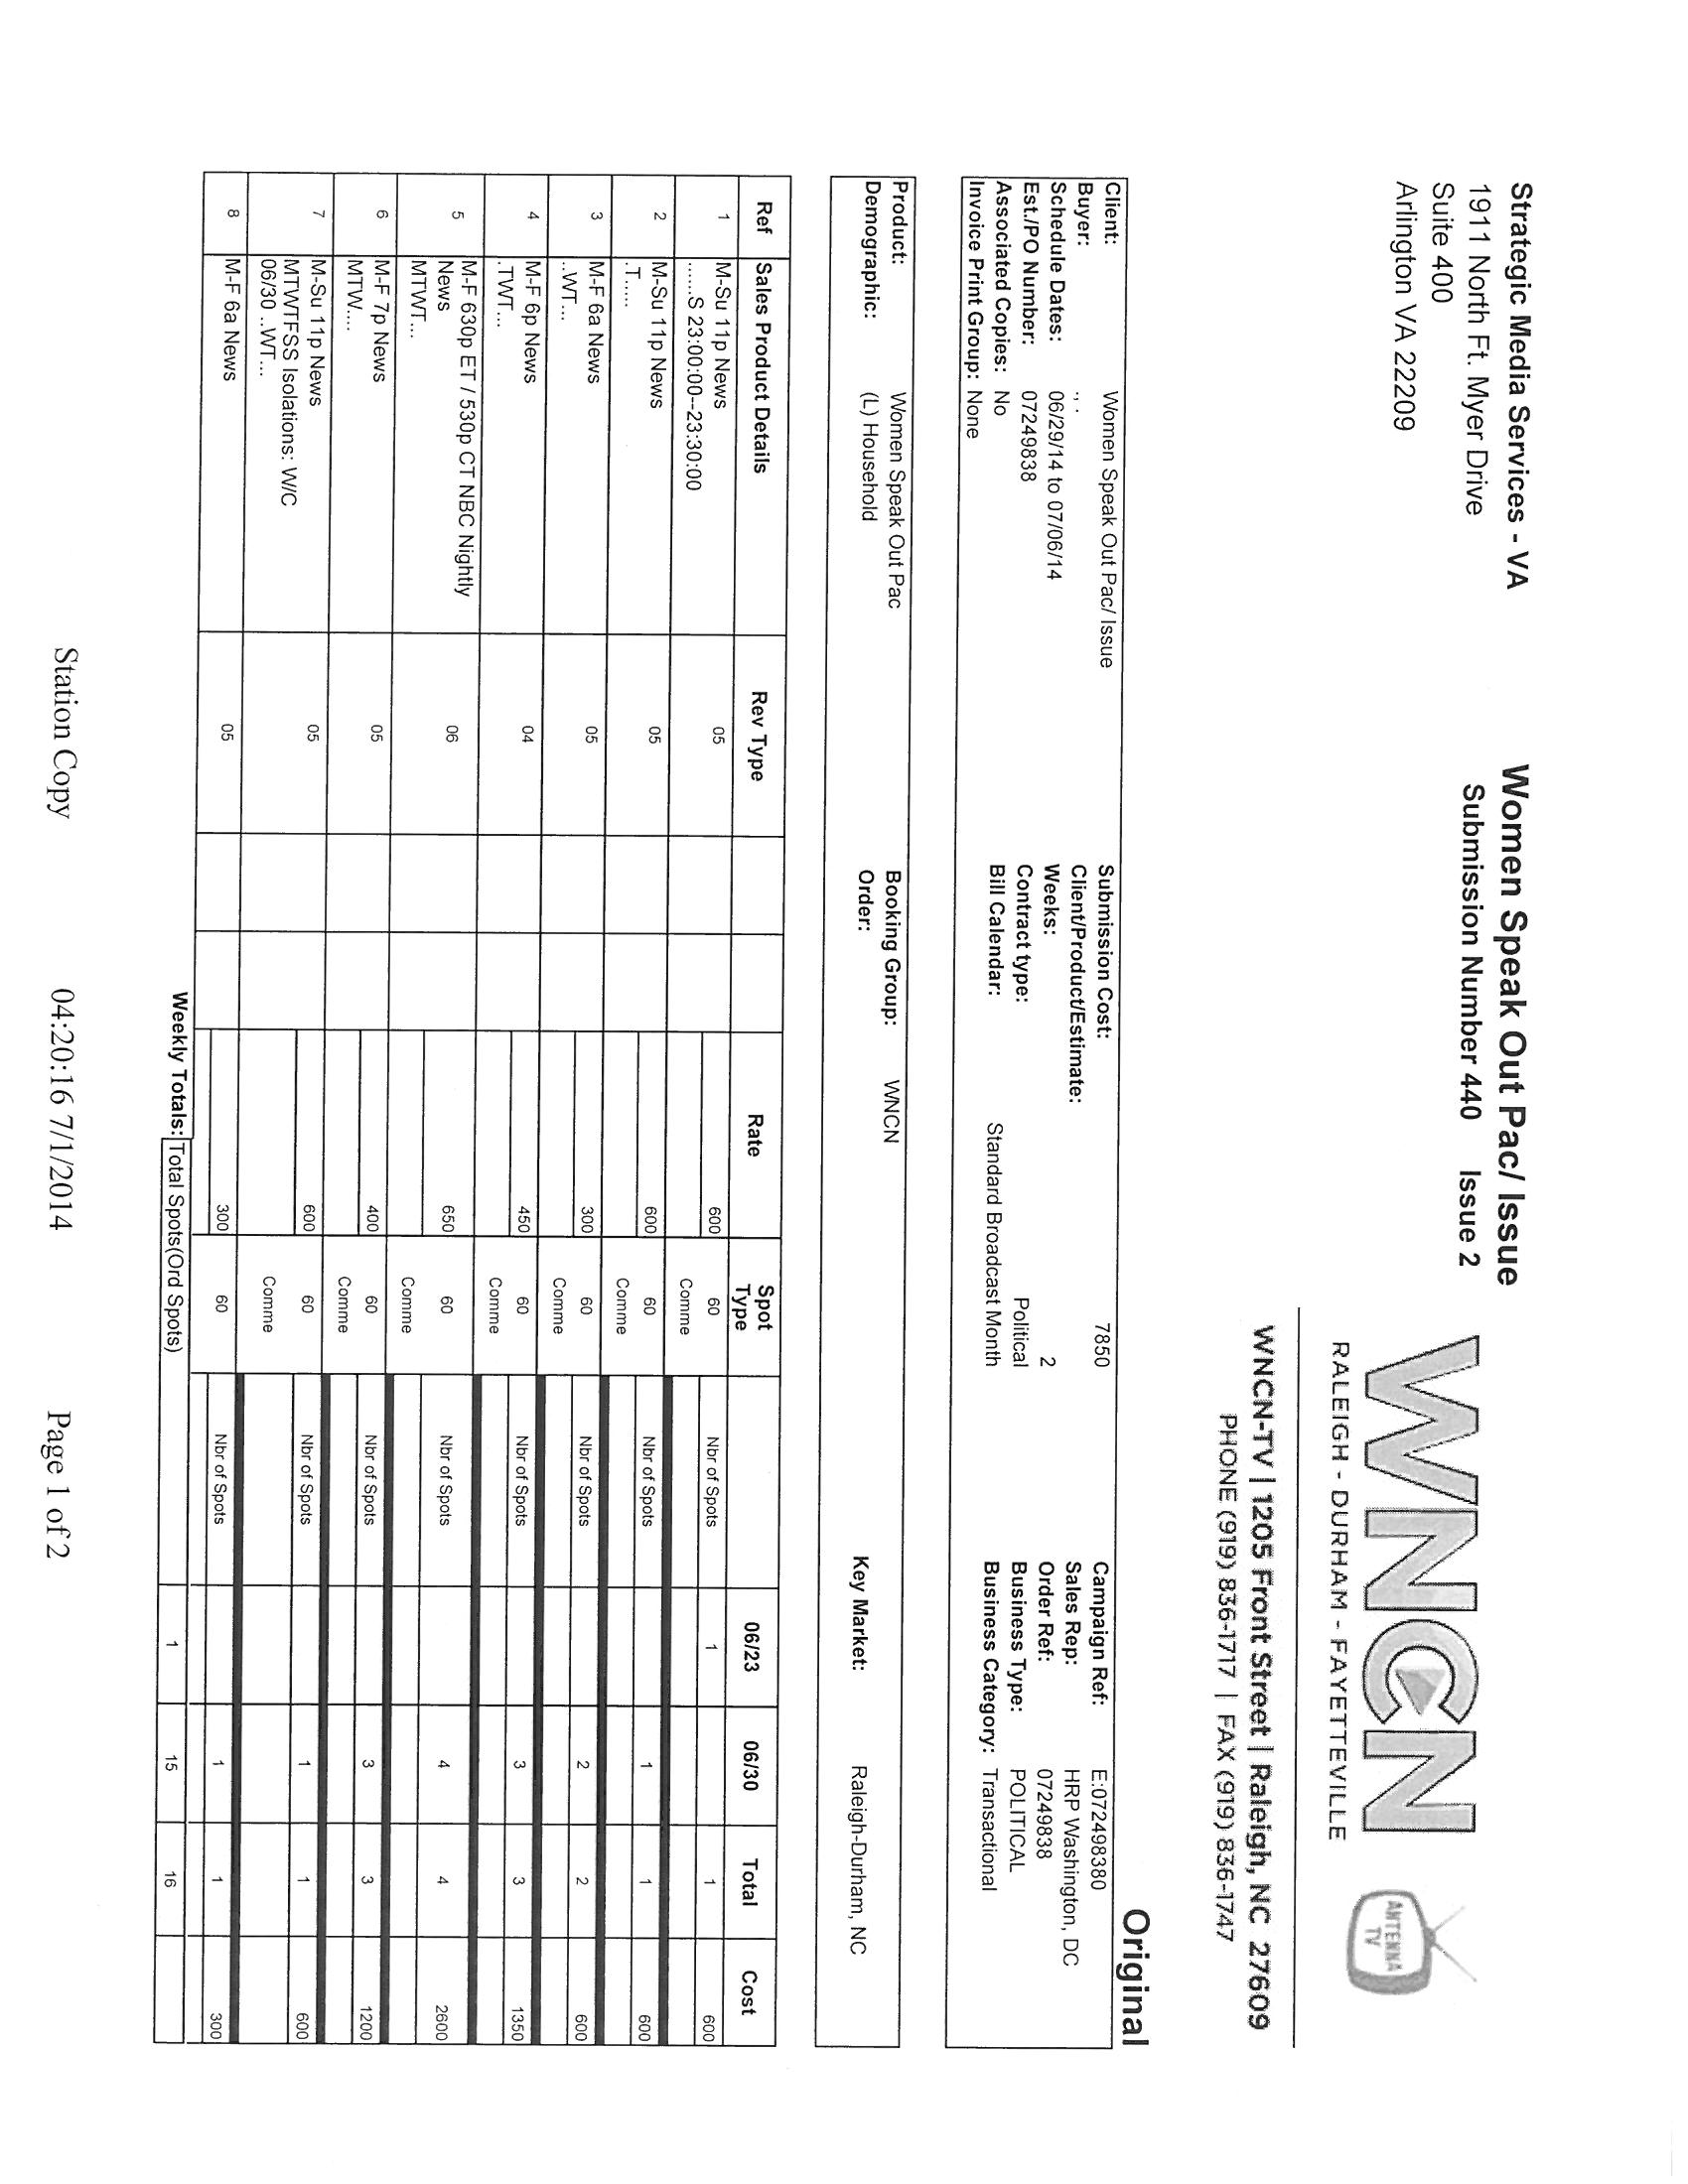 Strategic Media Services - VA
1911 North Ft. Myer Drive
Suite 400
Arlington VA 22209
Women Speak Out Pac/ Issue
Submission Number 440 Issue 2
WNCN
RALEIGH - DURHAM - FAYETTEVILLE
ANTENNA TV
WNCN-TV | 1205 Front Street | Raleigh, NC 27609
PHONE (919) 836-1717 | FAX (919) 836-1747
Original
Client: Women Speak Out Pac/ Issue Submission Cost: 7850 Campaign Ref: E:07249838​0
Buyer: ., . Client/Product/Estimate: Sales Rep: HRP Washington, DC
Schedule Dates: 06/29/14 to 07/06/14 Weeks: 2 Order Ref: 07249838
Est./PO Number: 07249838 Contract type: Political Business Type: POLITICAL
Associated Copies: No Bill Calendar: Standard Broadcast Month Business Category: Transactional
Invoice Print Group: None
Product: Women Speak Out Pac Booking Group: WNCN
Demographic: (L) Household Order: Key Market: Raleigh-Durham, NC
Ref Sales Product Details Rev Type Rate Spot Type 06/23 06/30 Total Cost
1 M-Su 11p News 05 600 60 Nbr of Spots 1 1 600
......S 23:00:00--23:30:00 Comme
2 M-Su 11p News 05 600 60 Nbr of Spots 1 1 600
.T..... Comme
3 M-F 6a News 05 300 60 Nbr of Spots 2 2 600
..WT... Comme
4 M-F 6p News 04 450 60 Nbr of Spots 3 3 1350
.TWT... Comme
5 M-F 630p ET / 530p CT NBC Nightly 06 650 60 Nbr of Spots 4 4 2600
News
MTWT... Comme
6 M-F 7p News 05 400 60 Nbr of Spots 3 3 1200
MTW.... Comme
7 M-Su 11p News 05 600 60 Nbr of Spots 1 1 600
MTWTFSS Isolations: W/C
06/30 ..WT... Comme
8 M-F 6a News 05 300 60 Nbr of Spots 1 1 300
Weekly Totals: Total Spots(Ord Spots) 1 15 16
Station Copy 04:20:16 7/1/2014 Page 1 of 2